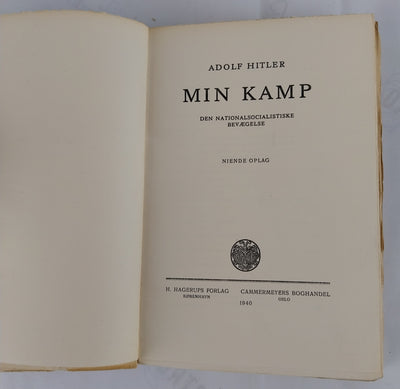 ADOLF HITLER
MIN KAMP
DEN NATIONALSOCIALISTISKE
BEVÆGELSE
NIENDE OPLAG
H. HAGERUPS FORLAG CAMMERMEYERS BOGHANDEL
KØBENHAVN OSLO
1940